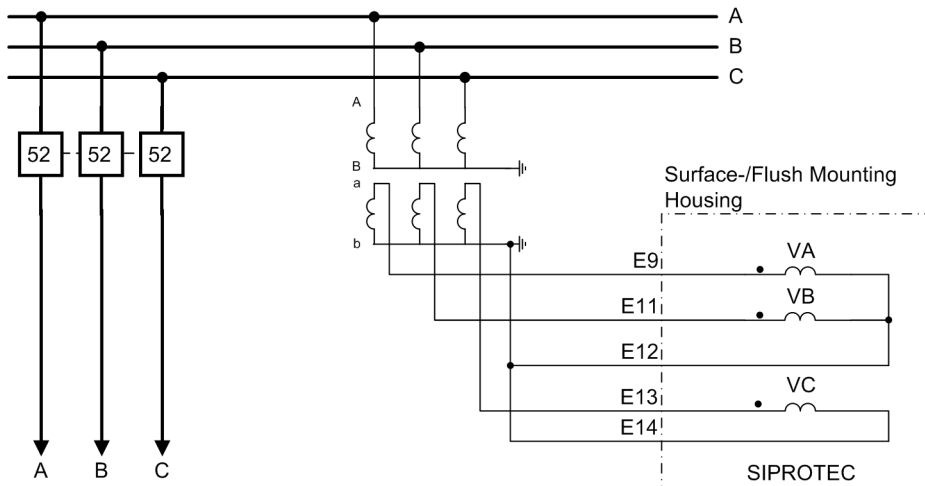 A
B
C
A
52
52
52
B
a
b
Surface-/Flush Mounting
Housing
E9
VA
E11
VB
E12
E13
VC
E14
A
B
C
SIPROTEC